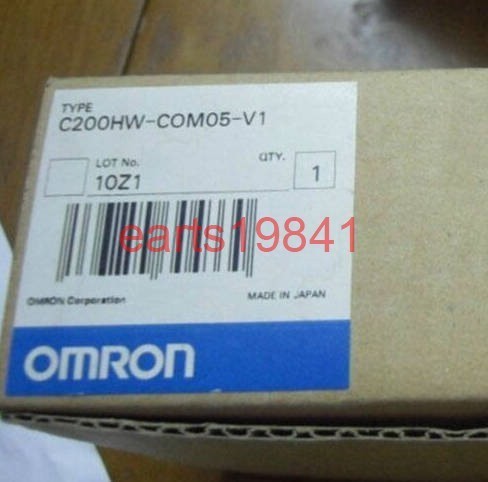 TYPE
C200HW-COM05-V1
LOT No. QTY.
10Z1 1
earts19841
OMRON Corporation MADE IN JAPAN
OMRON